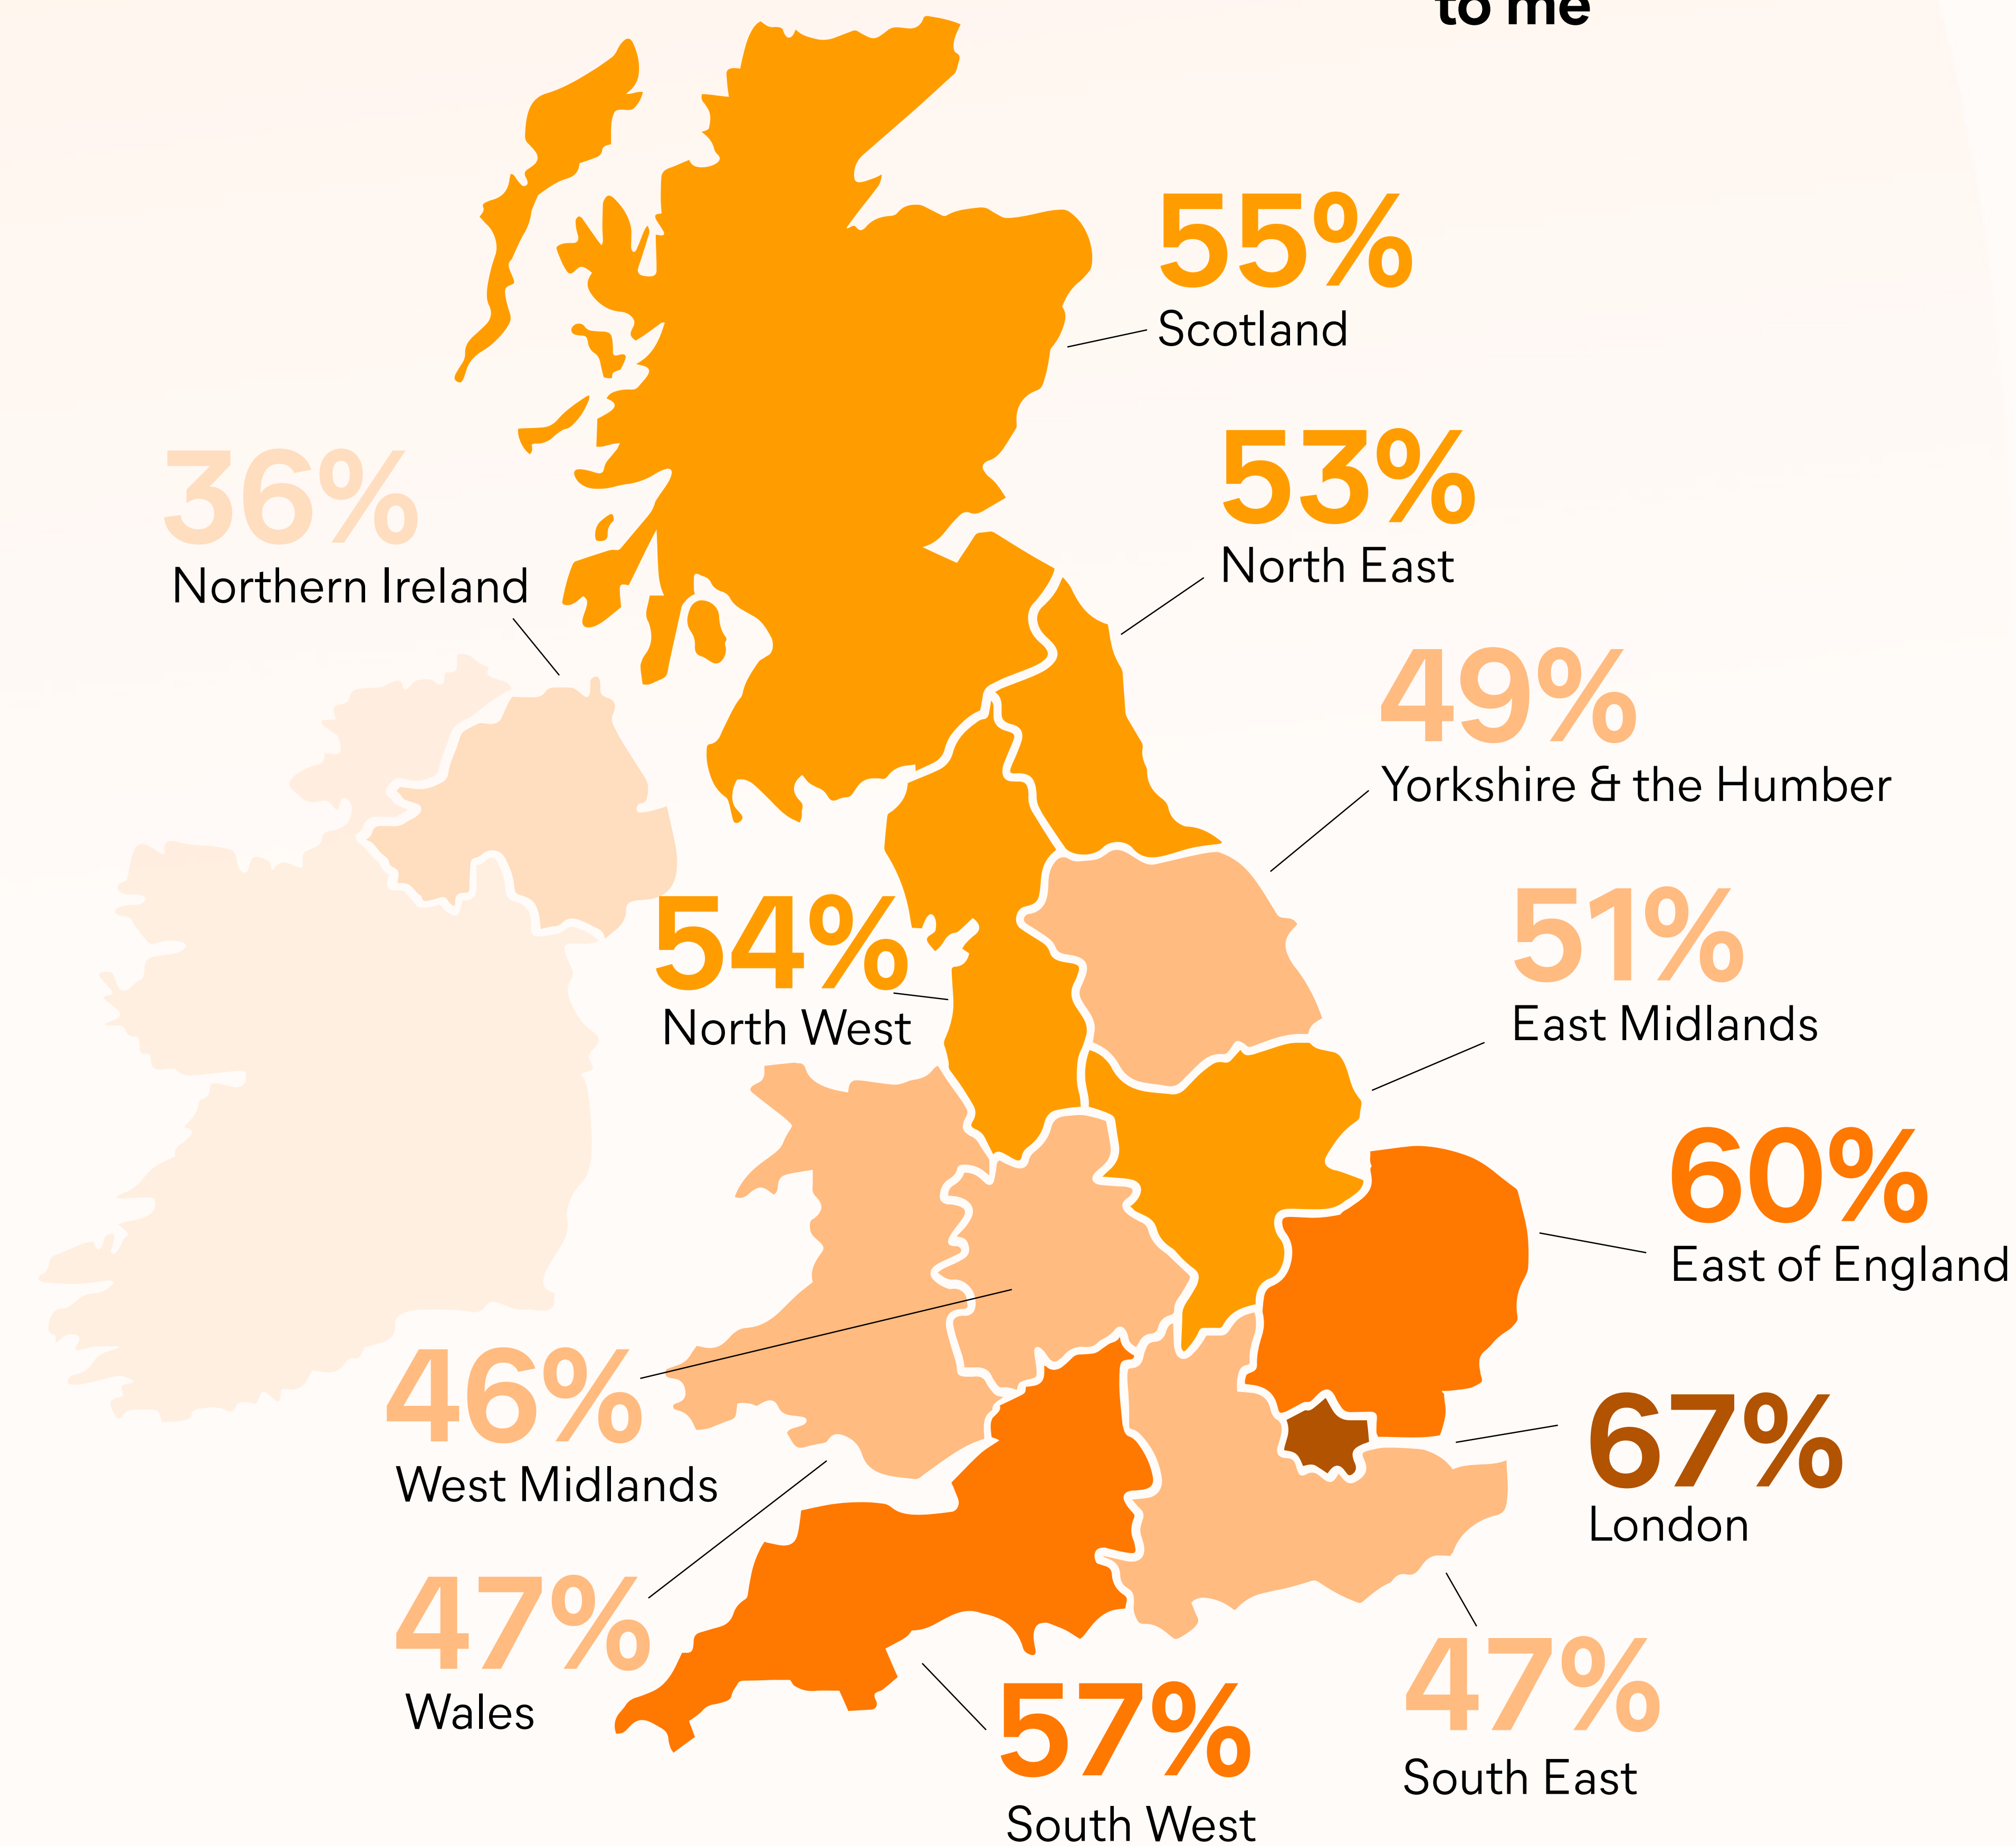 to me
55%
Scotland
53%
North East
36%
Northern Ireland
49%
Yorkshire & the Humber
54%
North West
51%
East Midlands
60%
East of England
46%
West Midlands
67%
London
47%
Wales
47%
South East
57%
South West